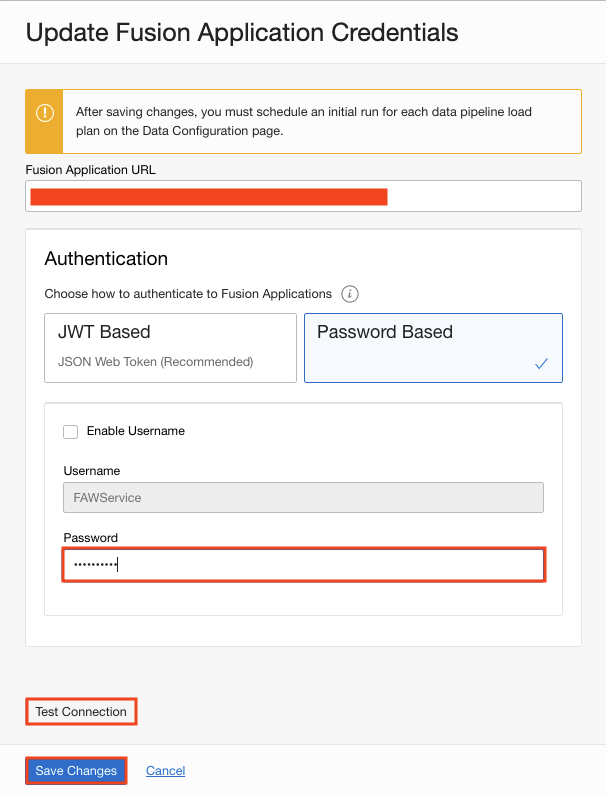 Update Fusion Application Credentials
After saving changes, you must schedule an initial run for each data pipeline load
plan on the Data Configuration page.
Fusion Application URL
Authentication
Choose how to authenticate to Fusion Applications
JWT Based
JSON Web Token (Recommended)
Password Based
Enable Username
Username
FAWService
Password
••••••••••
Test Connection
Save Changes
Cancel